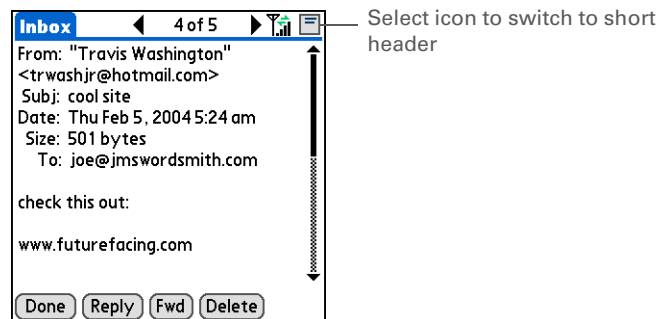 Inbox 4 of 5
Select icon to switch to short
header
From: "Travis Washington"
<trwashjr@hotmail.com>
Subj: cool site
Date: Thu Feb 5, 2004 5:24 am
Size: 501 bytes
To: joe@jmswordsmith.com
check this out:
www.futurefacing.com
Done Reply Fwd Delete